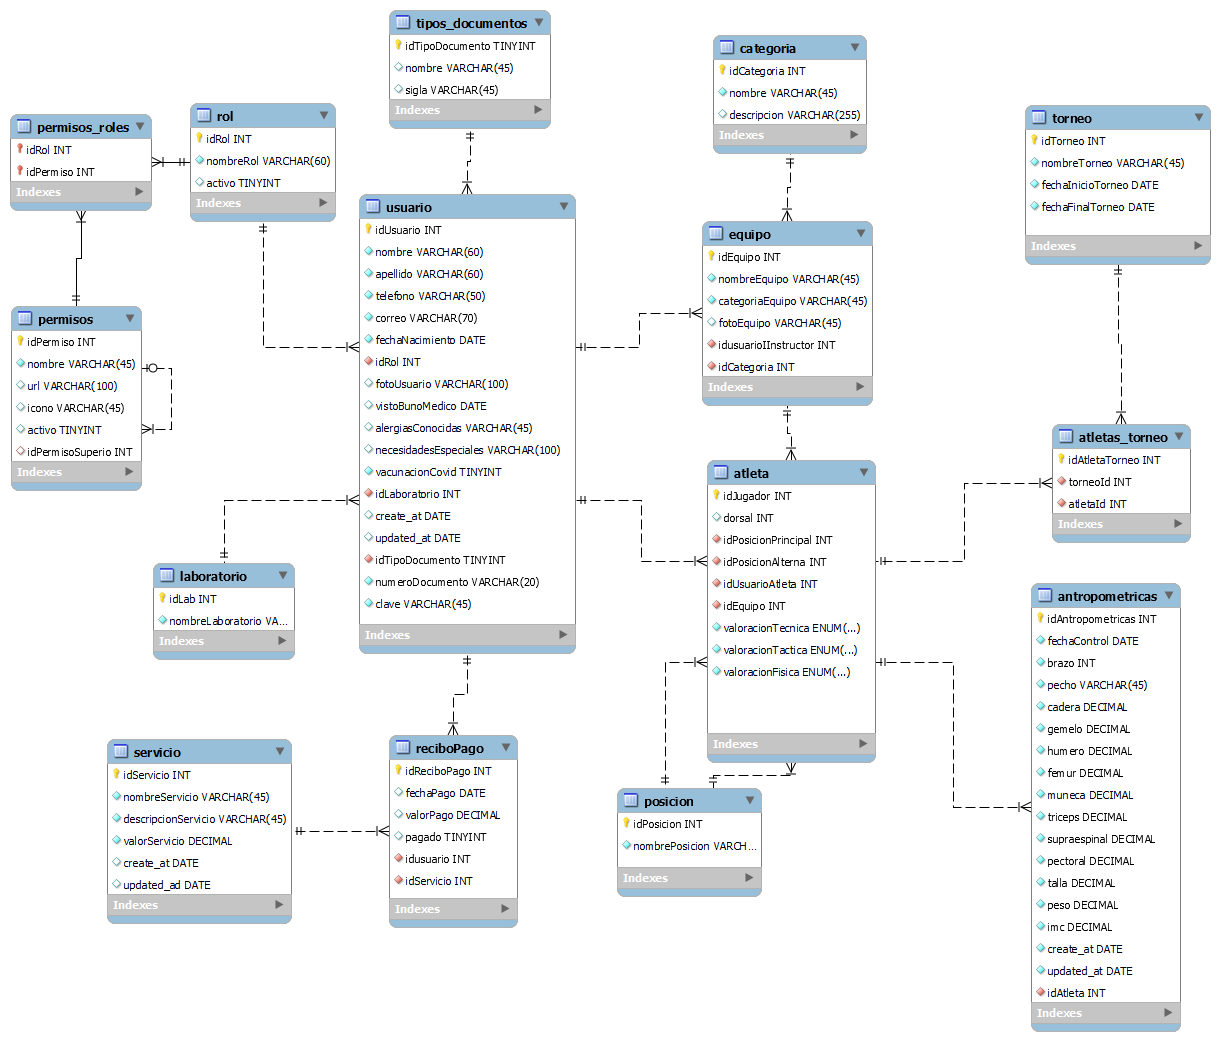 tipos_documentos
idTipoDocumento TINYINT
nombre VARCHAR(45)
sigla VARCHAR(45)
Indexes
categoria
idCategoria INT
nombre VARCHAR(45)
descripcion VARCHAR(255)
Indexes
permisos_roles
idRol INT
idPermiso INT
Indexes
rol
idRol INT
nombreRol VARCHAR(60)
activo TINYINT
Indexes
torneo
idTorneo INT
nombreTorneo VARCHAR(45)
fechaInicioTorneo DATE
fechaFinalTorneo DATE
Indexes
usuario
idUsuario INT
nombre VARCHAR(60)
apellido VARCHAR(60)
telefono VARCHAR(50)
correo VARCHAR(70)
fechaNacimiento DATE
idRol INT
fotoUsuario VARCHAR(100)
vistoBunoMedico DATE
alergiasConocidas VARCHAR(45)
necesidadesEspeciales VARCHAR(100)
vacunacionCovid TINYINT
idLaboratorio INT
create_at DATE
updated_at DATE
idTipoDocumento TINYINT
numeroDocumento VARCHAR(20)
clave VARCHAR(45)
Indexes
equipo
idEquipo INT
nombreEquipo VARCHAR(45)
categoriaEquipo VARCHAR(45)
fotoEquipo VARCHAR(45)
idusuarioIInstructor INT
idCategoria INT
Indexes
permisos
idPermiso INT
nombre VARCHAR(45)
url VARCHAR(100)
icono VARCHAR(45)
activo TINYINT
idPermisoSuperio INT
Indexes
atletas_torneo
idAtletaTorneo INT
torneoId INT
atletaId INT
Indexes
atleta
idJugador INT
dorsal INT
idPosicionPrincipal INT
idPosicionAlterna INT
idUsuarioAtleta INT
idEquipo INT
valoracionTecnica ENUM(...)
valoracionTactica ENUM(...)
valoracionFisica ENUM(...)
Indexes
laboratorio
idLab INT
nombreLaboratorio VA...
Indexes
antropometricas
idAntropometricas INT
fechaControl DATE
brazo INT
pecho VARCHAR(45)
cadera DECIMAL
gemelo DECIMAL
humero DECIMAL
femur DECIMAL
muneca DECIMAL
triceps DECIMAL
supraespinal DECIMAL
pectoral DECIMAL
talla DECIMAL
peso DECIMAL
imc DECIMAL
create_at DATE
updated_at DATE
idAtleta INT
Indexes
servicio
idServicio INT
nombreServicio VARCHAR(45)
descripcionServicio VARCHAR(45)
valorServicio DECIMAL
create_at DATE
updated_ad DATE
Indexes
reciboPago
idReciboPago INT
fechaPago DATE
valorPago DECIMAL
pagado TINYINT
idusuario INT
idServicio INT
Indexes
posicion
idPosicion INT
nombrePosicion VARCH...
Indexes